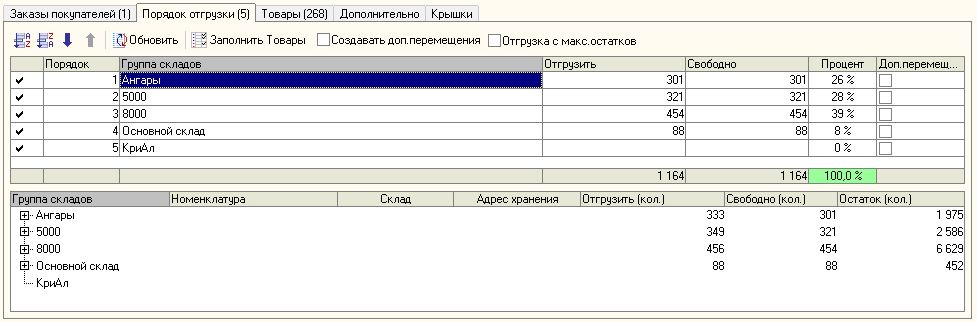 Заказы покупателей (1) Порядок отгрузки (5) Товары (268) Дополнительно Крышки
Обновить Заполнить Товары Создавать доп.перемещения Отгрузка с макс.остатков
Порядок Группа складов Отгрузить Свободно Процент Доп.перемещ...
1 Ангары 301 301 26 %
2 5000 321 321 28 %
3 8000 454 454 39 %
4 Основной склад 88 88 8 %
5 КриАл 0 %
1 164 1 164 100,0 %
Группа складов Номенклатура Склад Адрес хранения Отгрузить (кол.) Свободно (кол.) Остаток (кол.)
Ангары 333 301 1 975
5000 349 321 2 586
8000 456 454 6 629
Основной склад 88 88 452
КриАл